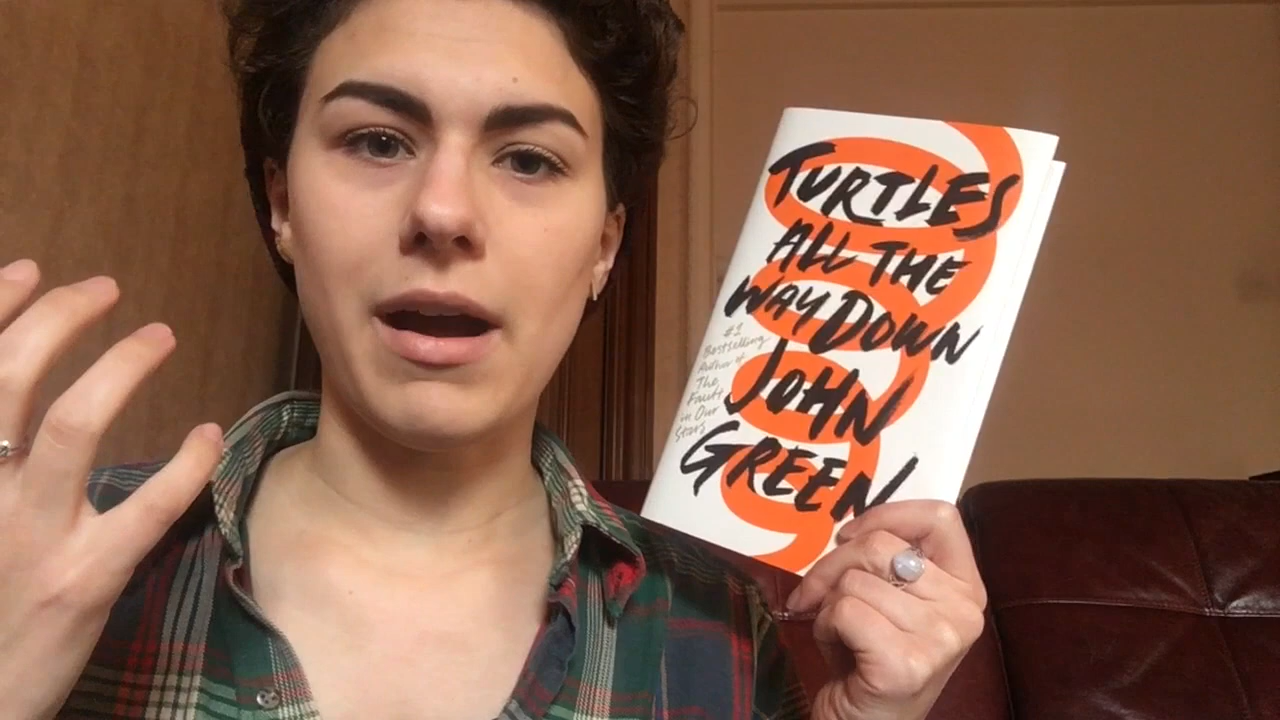 TURTLES
ALL THE
WAY DOWN
#1
Bestselling
Author of
The
Fault
in Our
Stars
JOHN
GREEN